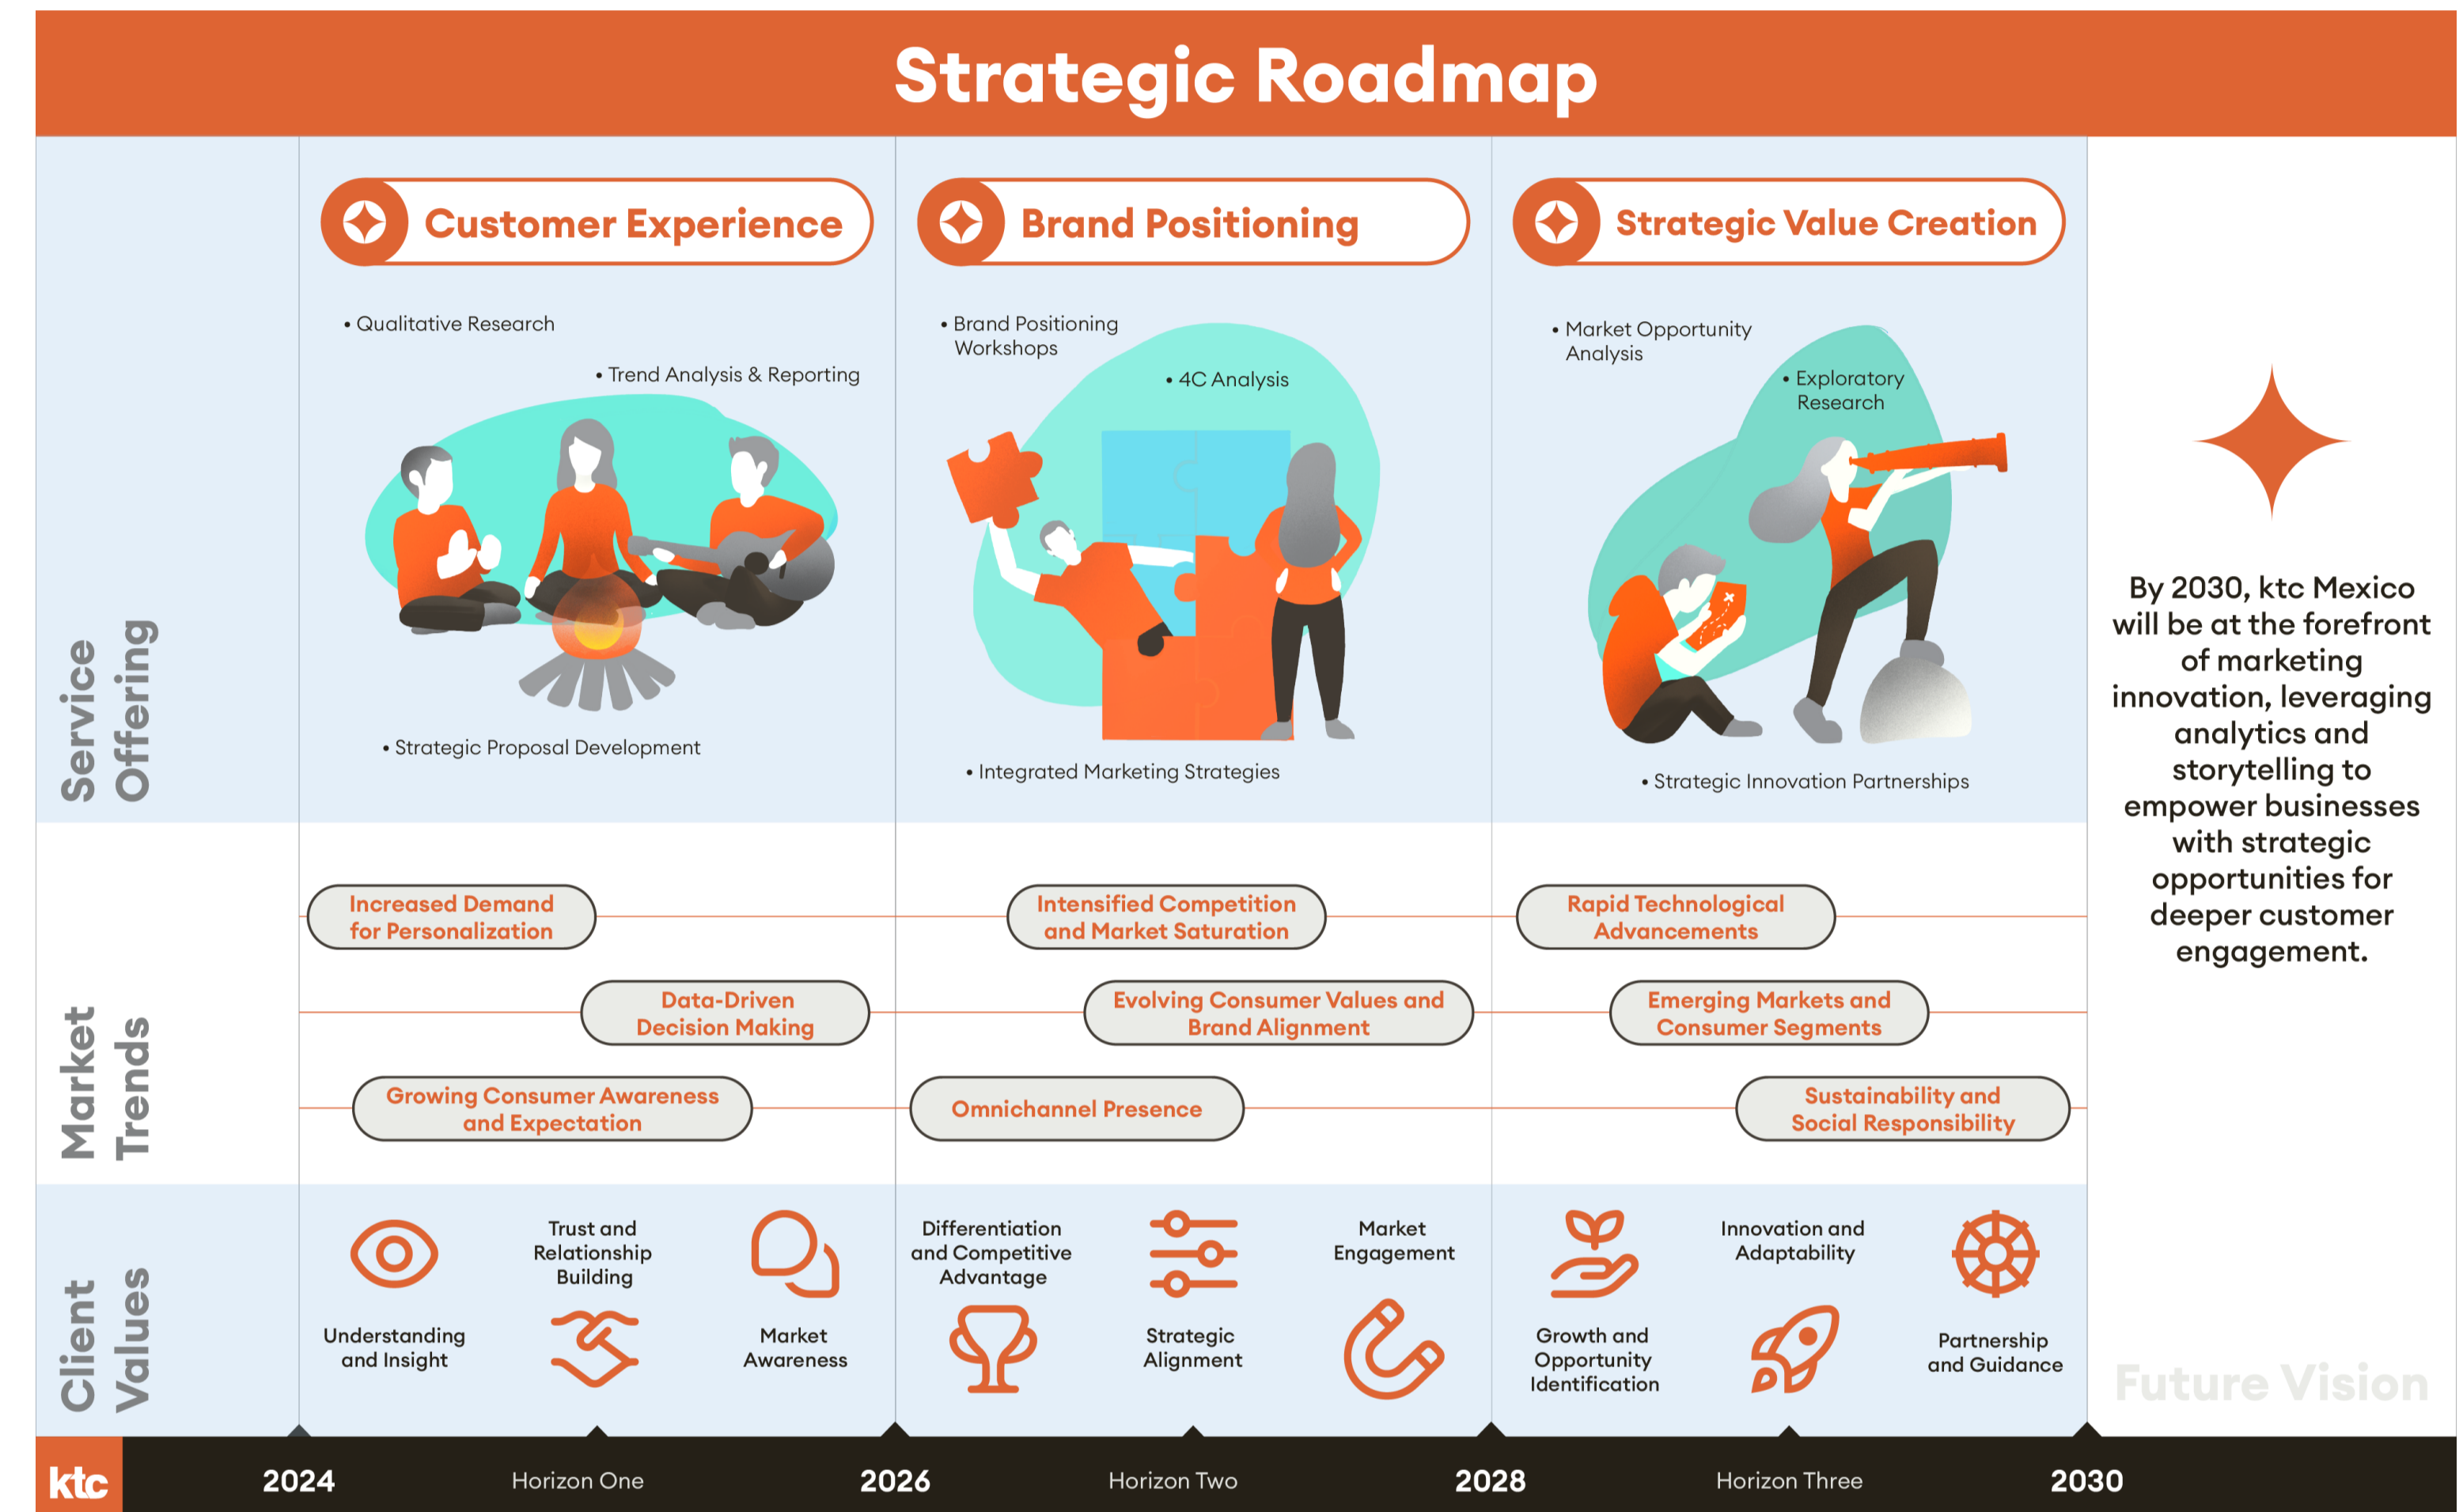 Strategic Roadmap
Service
Offering
Customer Experience
• Qualitative Research
• Trend Analysis & Reporting
• Strategic Proposal Development
Brand Positioning
• Brand Positioning
Workshops
• 4C Analysis
• Integrated Marketing Strategies
Strategic Value Creation
• Market Opportunity
Analysis
• Exploratory
Research
• Strategic Innovation Partnerships
Market
Trends
Increased Demand
for Personalization
Data-Driven
Decision Making
Growing Consumer Awareness
and Expectation
Intensified Competition
and Market Saturation
Evolving Consumer Values and
Brand Alignment
Omnichannel Presence
Rapid Technological
Advancements
Emerging Markets and
Consumer Segments
Sustainability and
Social Responsibility
Client
Values
Understanding
and Insight
Trust and
Relationship
Building
Market
Awareness
Differentiation
and Competitive
Advantage
Strategic
Alignment
Market
Engagement
Growth and
Opportunity
Identification
Innovation and
Adaptability
Partnership
and Guidance
By 2030, ktc Mexico
will be at the forefront
of marketing
innovation, leveraging
analytics and
storytelling to
empower businesses
with strategic
opportunities for
deeper customer
engagement.
Future Vision
ktc
2024
Horizon One
2026
Horizon Two
2028
Horizon Three
2030